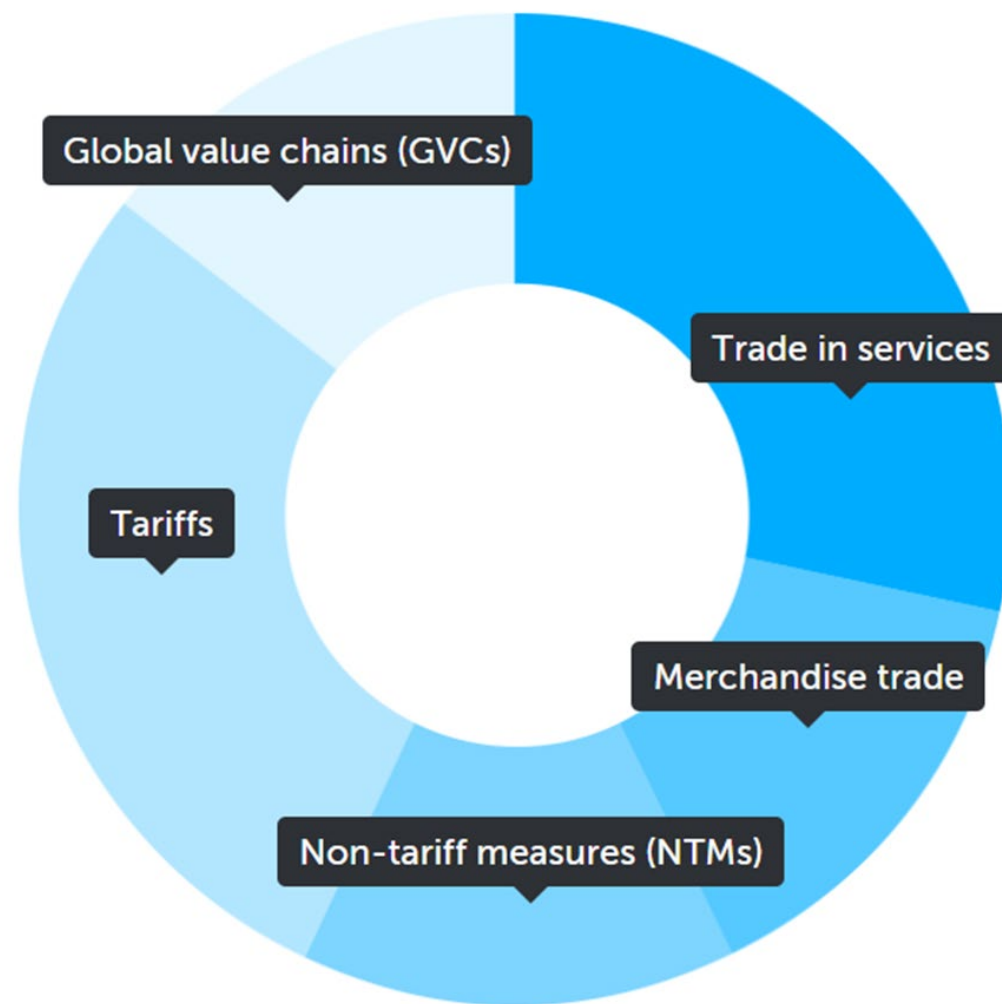 Global value chains (GVCs)
Trade in services
Tariffs
Merchandise trade
Non-tariff measures (NTMs)